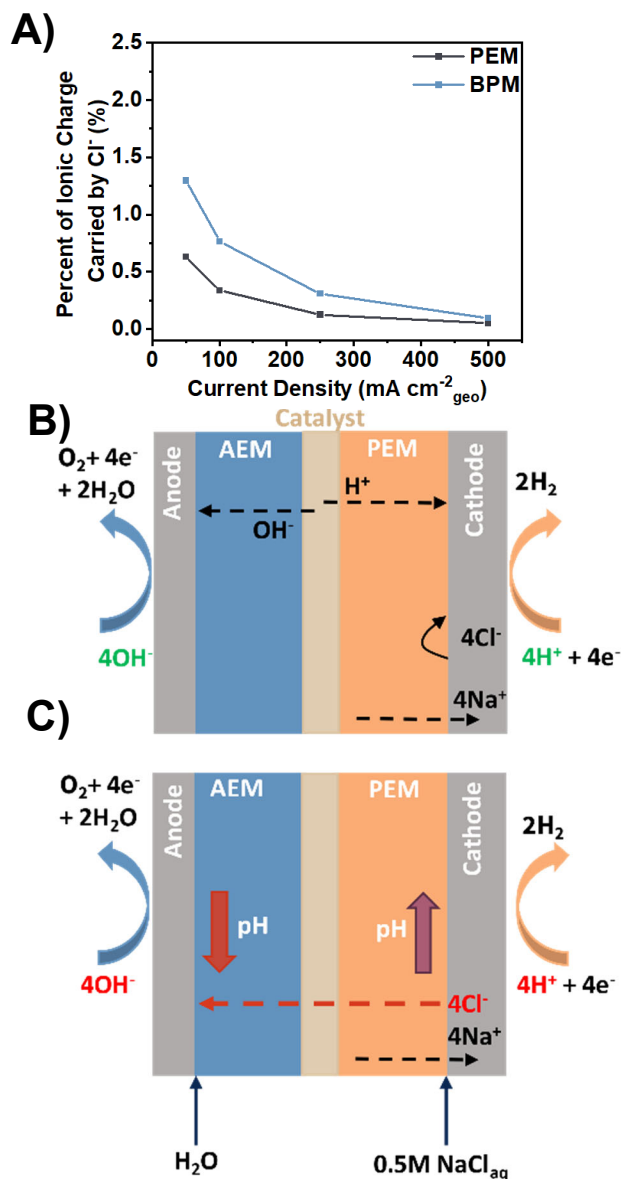 A)
2.5
2.0
1.5
1.0
0.5
0.0
Percent of Ionic Charge
Carried by Cl⁻ (%)
PEM
BPM
0 100 200 300 400 500
Current Density (mA cm⁻²geo)
B)
Catalyst
AEM
PEM
Anode
Cathode
O₂+ 4e⁻
+ 2H₂O
4OH⁻
H⁺
OH⁻
2H₂
4Cl⁻
4H⁺ + 4e⁻
4Na⁺
C)
AEM
PEM
Anode
Cathode
O₂+ 4e⁻
+ 2H₂O
2H₂
pH
pH
4OH⁻
4Cl⁻
4H⁺ + 4e⁻
4Na⁺
H₂O
0.5M NaClaq